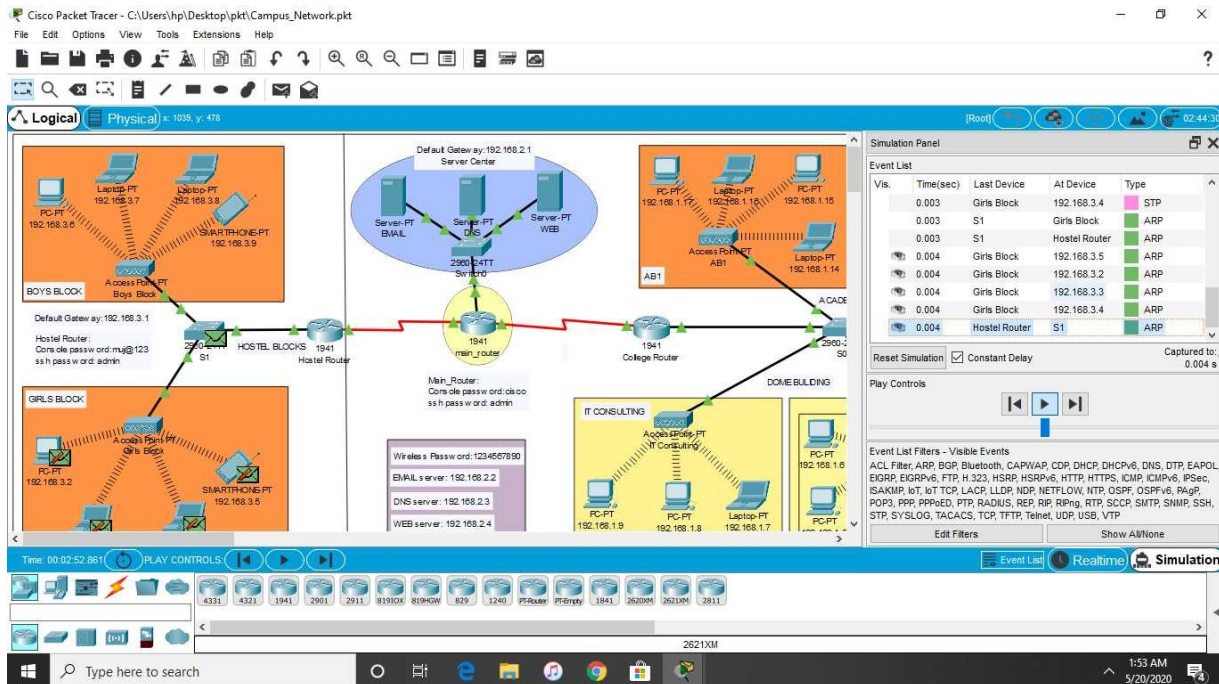 Cisco Packet Tracer - C:\Users\hp\Desktop\pkt\Campus_Network.pkt
File Edit Options View Tools Extensions Help
Logical Physical x: 1039, y: 478 [Root] 02:44:30
Default Gateway:192.168.2.1
Server Center
Server-PT
EMAIL
Server-PT
DNS
Server-PT
WEB
2960-24TT
Switch0
Laptop-PT
192.168.3.7
Laptop-PT
192.168.3.8
PC-PT
192.168.3.6
SMARTPHONE-PT
192.168.3.9
Access Point-PT
Boys Block
BOYS BLOCK
Default Gateway:192.168.3.1
Hostel Router:
Console password:muj@123
ssh password: admin
S1
HOSTEL BLOCKS
1941
Hostel Router
1941
main_router
Main_Router:
Console password:cisco
ssh password: admin
1941
College Router
PC-PT
Laptop-PT
PC-PT
192.168.1.15
Access Point-PT
AB1
Laptop-PT
192.168.1.14
AB1
DOME BUILDING
GIRLS BLOCK
Access Point-PT
Girls Block
PC-PT
192.168.3.2
SMARTPHONE-PT
192.168.3.5
Wireless Password:1234567890
EMAIL server: 192.168.2.2
DNS server: 192.168.2.3
WEB server: 192.168.2.4
IT CONSULTING
Access Point-PT
IT Consulting
PC-PT
192.168.1.9
PC-PT
192.168.1.8
Laptop-PT
192.168.1.7
PC-PT
192.168.1.6
PC-PT
Simulation Panel
Event List
Vis. Time(sec) Last Device At Device Type
0.003 Girls Block 192.168.3.4 STP
0.003 S1 Girls Block ARP
0.003 S1 Hostel Router ARP
0.004 Girls Block 192.168.3.5 ARP
0.004 Girls Block 192.168.3.2 ARP
0.004 Girls Block 192.168.3.3 ARP
0.004 Girls Block 192.168.3.4 ARP
0.004 Hostel Router S1 ARP
Reset Simulation Constant Delay Captured to:
0.004 s
Play Controls
Event List Filters - Visible Events
ACL Filter, ARP, BGP, Bluetooth, CAPWAP, CDP, DHCP, DHCPv6, DNS, DTP, EAPOL,
EIGRP, EIGRPv6, FTP, H.323, HSRP, HSRPv6, HTTP, HTTPS, ICMP, ICMPv6, IPSec,
ISAKMP, IoT, IoT TCP, LACP, LLDP, NDP, NETFLOW, NTP, OSPF, OSPFv6, PAgP,
POP3, PPP, PPPoED, PTP, RADIUS, REP, RIP, RIPng, RTP, SCCP, SMTP, SNMP, SSH,
STP, SYSLOG, TACACS, TCP, TFTP, Telnet, UDP, USB, VTP
Edit Filters Show All/None
Time: 00:02:52.861 PLAY CONTROLS: Event List Realtime Simulation
4331 4321 1941 2901 2911 819IOX 819HGW 829 1240 PT-Router PT-Empty 1841 2620XM 2621XM 2811
2621XM
Type here to search
1:53 AM
5/20/2020
4